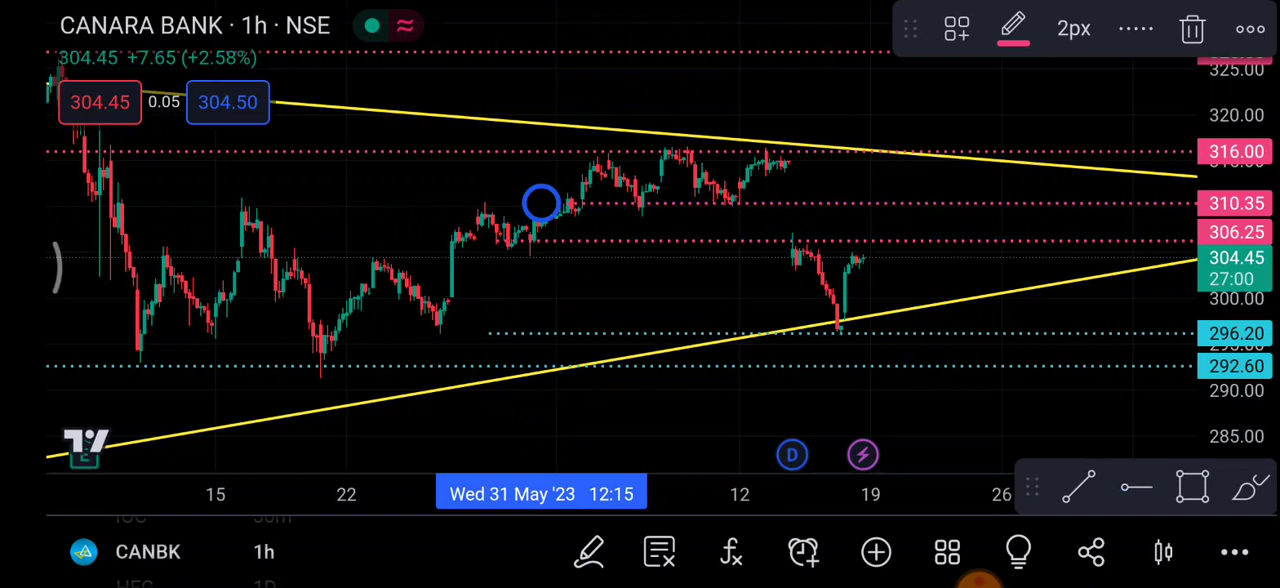 CANARA BANK · 1h · NSE
304.45 +7.65 (+2.58%)
304.45 0.05 304.50
2px
325.00
320.00
316.00
310.35
306.25
304.45
27:00
300.00
296.20
292.60
290.00
285.00
D
E
15 22 Wed 31 May '23 12:15 12 19 26
CANBK 1h